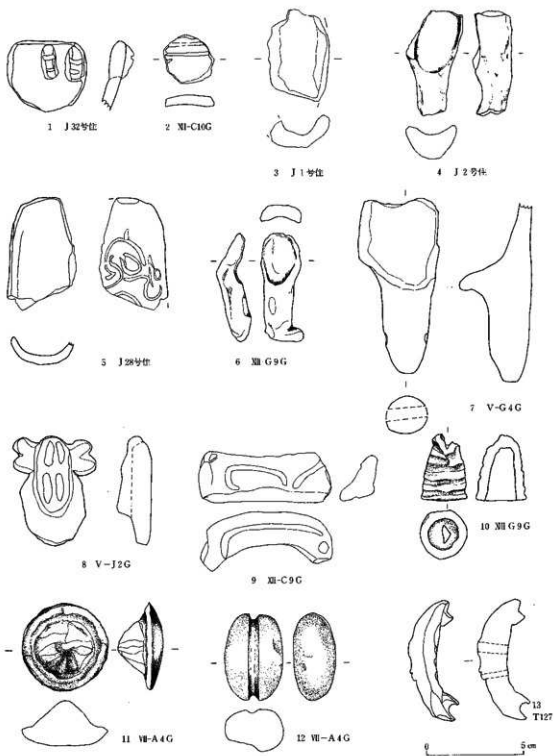 1 J32号住
2 XII-C10G
3 J1号住
4 J2号住
5 J28号住
6 XIII-G9G
7 V-G4G
8 V-J2G
9 XII-C9G
10 XIII G9G
11 VIII-A4G
12 VII-A4G
13
T127
0 5cm